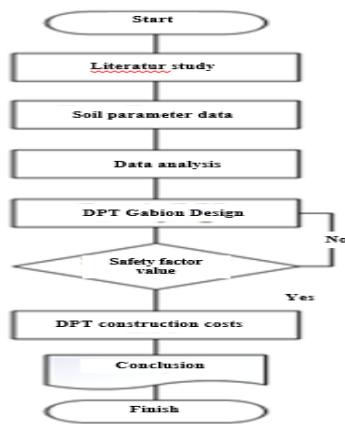 Start
Literatur study
Soil parameter data
Data analysis
DPT Gabion Design
No
Safety factor
value
Yes
DPT construction costs
Conclusion
Finish